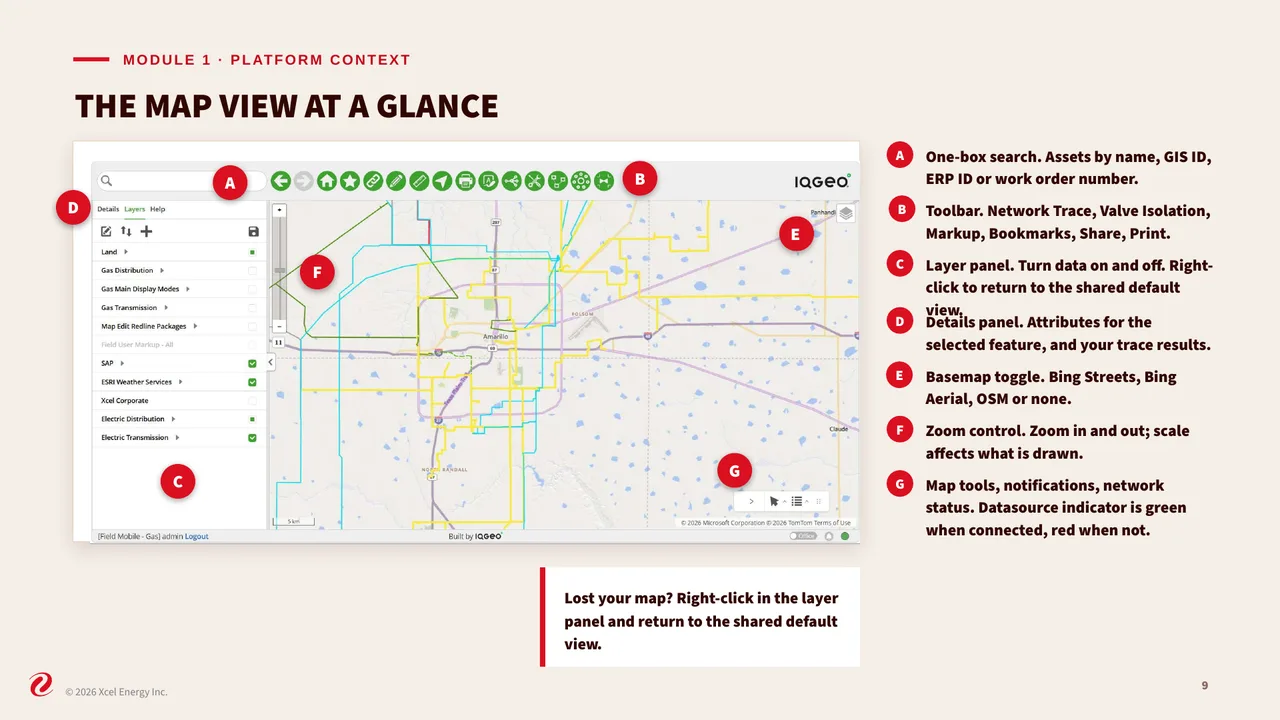 MODULE 1 · PLATFORM CONTEXT
THE MAP VIEW AT A GLANCE
A
B
IQGeo
D
Details Layers Help
Land
Gas Distribution
Gas Main Display Modes
Gas Transmission
Map Edit Redline Packages
Field User Markup - All
SAP
ESRI Weather Services
Xcel Corporate
Electric Distribution
Electric Transmission
C
F
+
−
11
Panhandl
E
BOLSOM
Amarillo
Claude
G
5 km
© 2026 Microsoft Corporation © 2026 TomTom Terms of Use
[Field Mobile - Gas] admin Logout
Built by IQGeo
A One-box search. Assets by name, GIS ID,
ERP ID or work order number.
B Toolbar. Network Trace, Valve Isolation,
Markup, Bookmarks, Share, Print.
C Layer panel. Turn data on and off. Right-
click to return to the shared default
view.
D Details panel. Attributes for the
selected feature, and your trace results.
E Basemap toggle. Bing Streets, Bing
Aerial, OSM or none.
F Zoom control. Zoom in and out; scale
affects what is drawn.
G Map tools, notifications, network
status. Datasource indicator is green
when connected, red when not.
Lost your map? Right-click in the layer
panel and return to the shared default
view.
© 2026 Xcel Energy Inc.
9